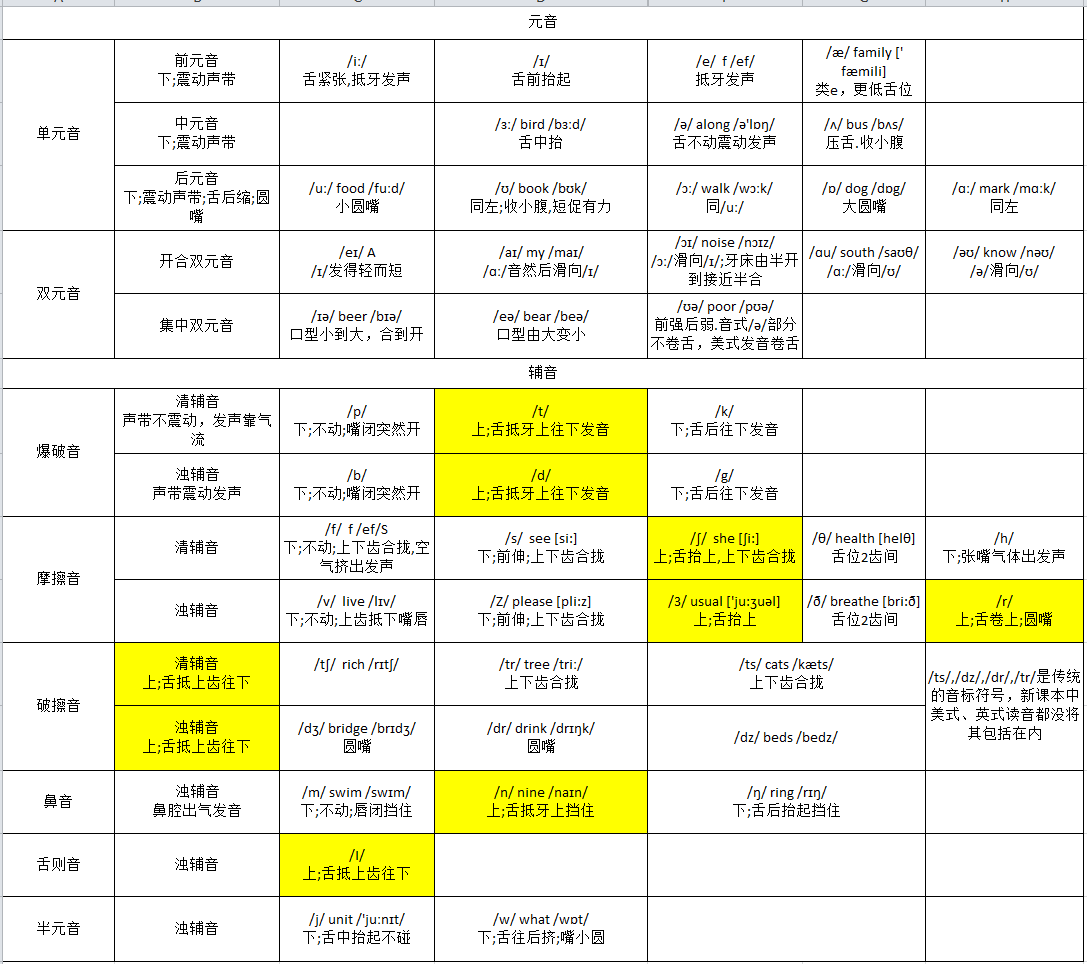 元音
单元音
前元音
下;震动声带
/i:/
舌紧张,抵牙发声
/ɪ/
舌前抬起
/e/ f /ef/
抵牙发声
/æ/ family ['
fæmili]
类e，更低舌位
中元音
下;震动声带
/ɜ:/ bird /bɜ:d/
舌中抬
/ə/ along /ə'lɒŋ/
舌不动震动发声
/ʌ/ bus /bʌs/
压舌.收小腹
后元音
下;震动声带;舌后缩;圆
嘴
/u:/ food /fu:d/
小圆嘴
/ʊ/ book /bʊk/
同左;收小腹,短促有力
/ɔ:/ walk /wɔ:k/
同/u:/
/ɒ/ dog /dɒg/
大圆嘴
/ɑ:/ mark /mɑ:k/
同左
双元音
开合双元音
/eɪ/ A
/ɪ/发得轻而短
/aɪ/ my /maɪ/
/ɑ:/音然后滑向/ɪ/
/ɔɪ/ noise /nɔɪz/
/ɔ:/滑向/ɪ/;牙床由半开
到接近半合
/ɑu/ south /saʊθ/
/ɑ:/滑向/ʊ/
/əʊ/ know /nəʊ/
/ə/滑向/ʊ/
集中双元音
/ɪə/ beer /bɪə/
口型小到大，合到开
/eə/ bear /beə/
口型由大变小
/ʊə/ poor /pʊə/
前强后弱.音式/ə/部分
不卷舌，美式发音卷舌
辅音
爆破音
清辅音
声带不震动，发声靠气
流
/p/
下;不动;嘴闭突然开
/t/
上;舌抵牙上往下发音
/k/
下;舌后往下发音
浊辅音
声带震动发声
/b/
下;不动;嘴闭突然开
/d/
上;舌抵牙上往下发音
/g/
下;舌后往下发音
摩擦音
清辅音
/f/ f /ef/S
下;不动;上下齿合拢,空
气挤出发声
/s/ see [si:]
下;前伸;上下齿合拢
/ʃ/ she [ʃi:]
上;舌抬上,上下齿合拢
/θ/ health [helθ]
舌位2齿间
/h/
下;张嘴气体出发声
浊辅音
/v/ live /lɪv/
下;不动;上齿抵下嘴唇
/Z/ please [pli:z]
下;前伸;上下齿合拢
/ʒ/ usual ['ju:ʒuəl]
上;舌抬上
/ð/ breathe [bri:ð]
舌位2齿间
/r/
上;舌卷上;圆嘴
破擦音
清辅音
上;舌抵上齿往下
/tʃ/ rich /rɪtʃ/
/tr/ tree /tri:/
上下齿合拢
/ts/ cats /kæts/
上下齿合拢
/ts/,/dz/,/dr/,/tr/是传统
的音标符号，新课本中
美式、英式读音都没将
其包括在内
浊辅音
上;舌抵上齿往下
/dʒ/ bridge /brɪdʒ/
圆嘴
/dr/ drink /drɪŋk/
圆嘴
/dz/ beds /bedz/
鼻音
浊辅音
鼻腔出气发音
/m/ swim /swɪm/
下;不动;唇闭挡住
/n/ nine /naɪn/
上;舌抵牙上挡住
/ŋ/ ring /rɪŋ/
下;舌后抬起挡住
舌则音
浊辅音
/l/
上;舌抵上齿往下
半元音
浊辅音
/j/ unit /'ju:nɪt/
下;舌中抬起不碰
/w/ what /wɒt/
下;舌往后挤;嘴小圆